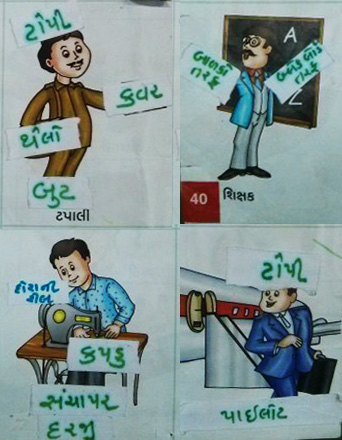 ટોપી
કવર
થેલો
બુટ
ટપાલી
A
બાળકો
તરફ
બ્લેક બોર્ડ
તરફ
40 શિક્ષક
દોરાની
રીલ
કપડુ
સંચાપર
દરજી
ટોપી
પાઈલોટ